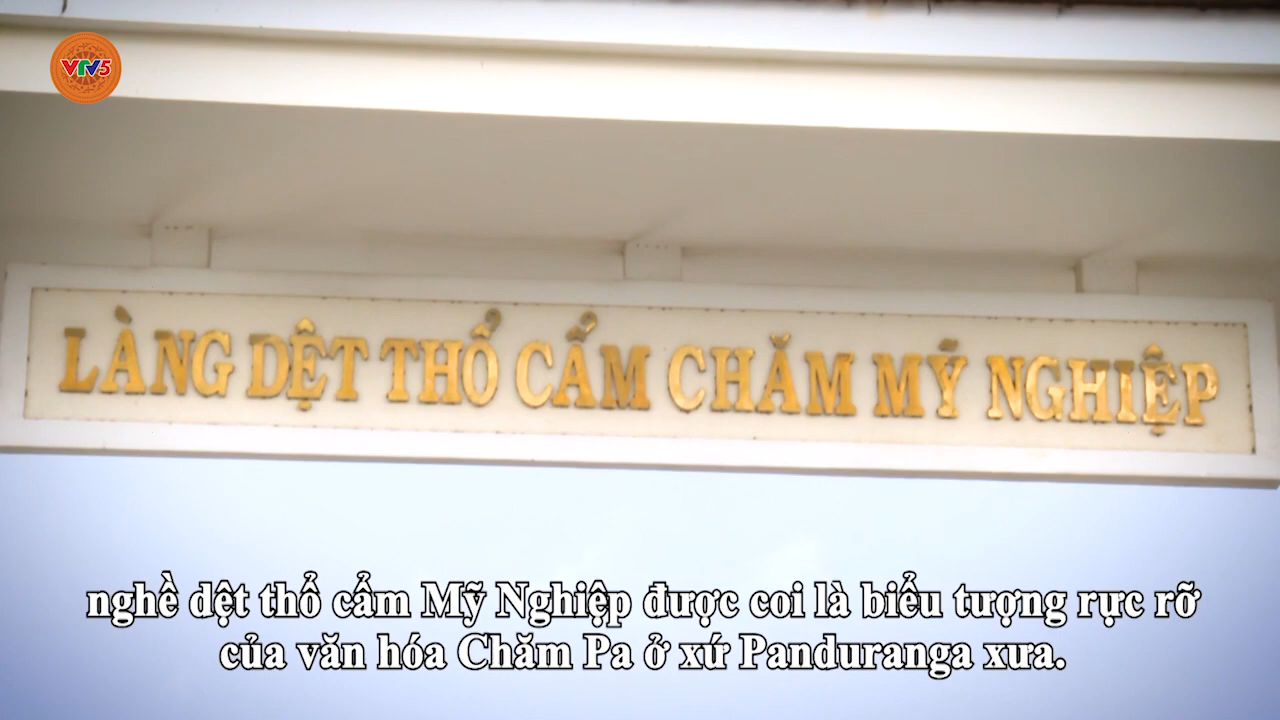 VTV5
LÀNG DỆT THỔ CẨM CHĂM MỸ NGHIỆP
nghề dệt thổ cẩm Mỹ Nghiệp được coi là biểu tượng rực rỡ
của văn hóa Chăm Pa ở xứ Panduranga xưa.